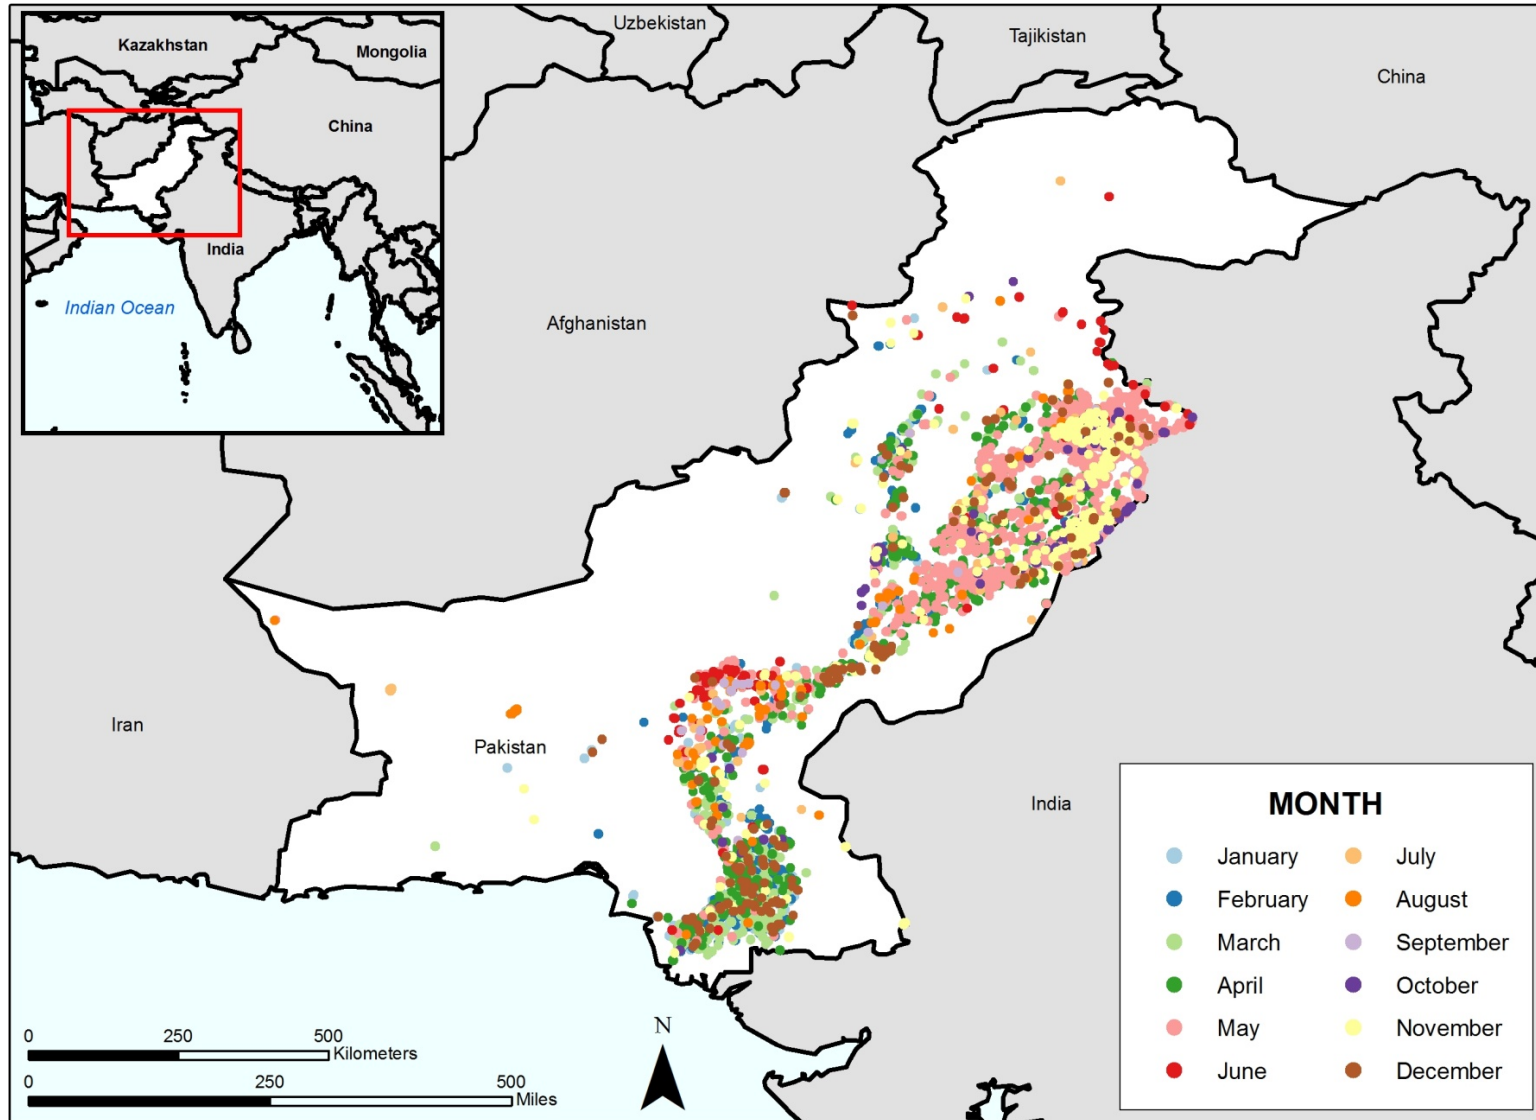 Kazakhstan
Mongolia
China
India
Indian Ocean
Uzbekistan
Tajikistan
China
Afghanistan
Iran
Pakistan
India
MONTH
January
February
March
April
May
June
July
August
September
October
November
December
N
0 250 500
Kilometers
0 250 500
Miles